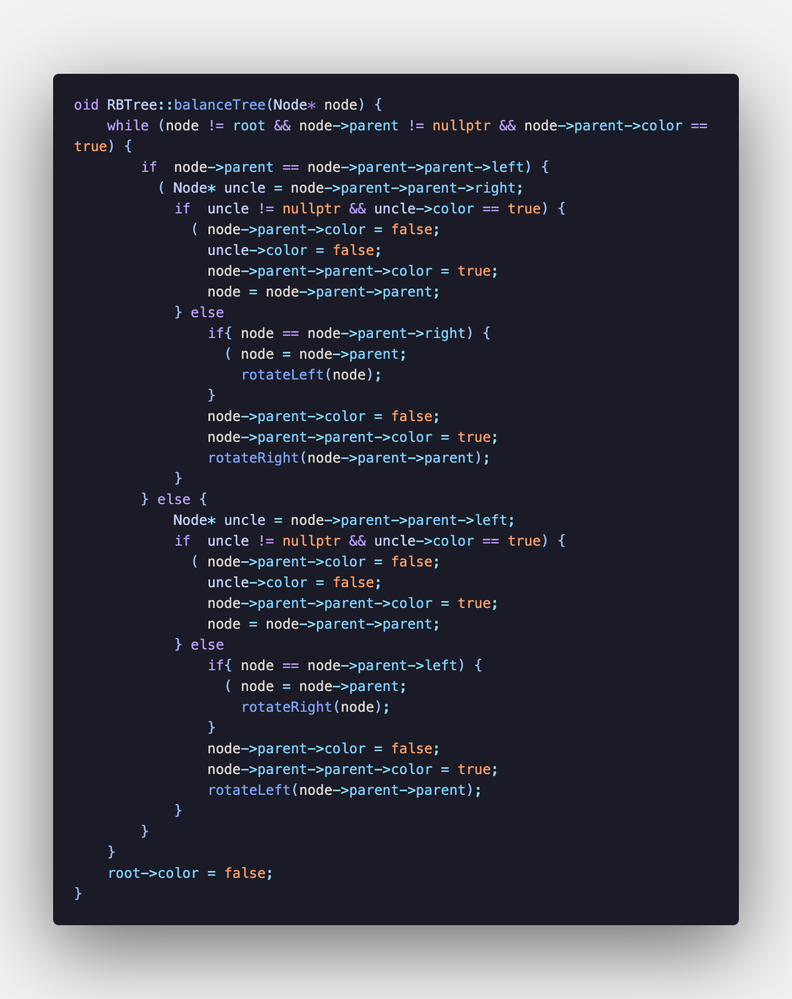 oid RBTree::balanceTree(Node* node) {
    while (node != root && node->parent != nullptr && node->parent->color ==
true) {
        if  node->parent == node->parent->parent->left) {
          ( Node* uncle = node->parent->parent->right;
            if  uncle != nullptr && uncle->color == true) {
              ( node->parent->color = false;
                uncle->color = false;
                node->parent->parent->color = true;
                node = node->parent->parent;
            } else
                if{ node == node->parent->right) {
                  ( node = node->parent;
                    rotateLeft(node);
                }
                node->parent->color = false;
                node->parent->parent->color = true;
                rotateRight(node->parent->parent);
            }
        } else {
            Node* uncle = node->parent->parent->left;
            if  uncle != nullptr && uncle->color == true) {
              ( node->parent->color = false;
                uncle->color = false;
                node->parent->parent->color = true;
                node = node->parent->parent;
            } else
                if{ node == node->parent->left) {
                  ( node = node->parent;
                    rotateRight(node);
                }
                node->parent->color = false;
                node->parent->parent->color = true;
                rotateLeft(node->parent->parent);
            }
        }
    }
    root->color = false;
}